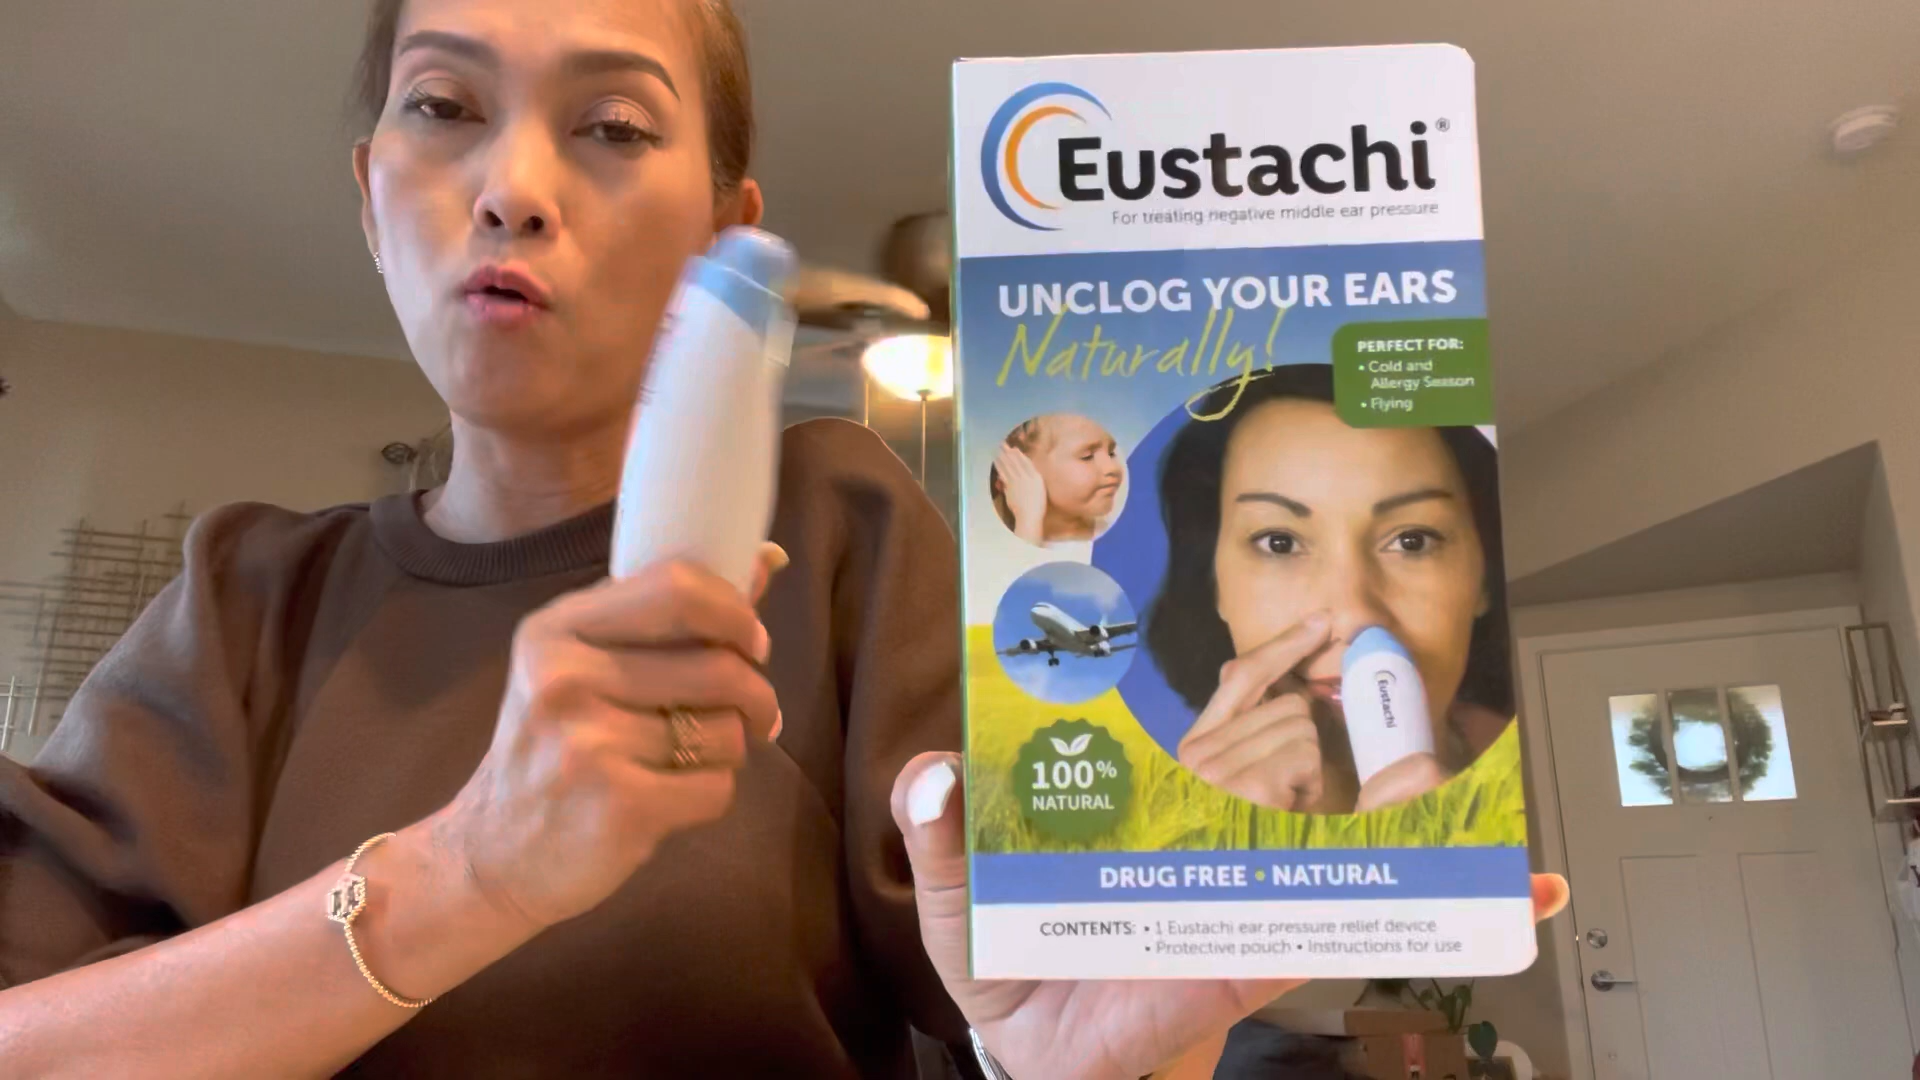 Eustachi®
For treating negative middle ear pressure
UNCLOG YOUR EARS
Naturally!
PERFECT FOR:
• Cold and
Allergy Season
• Flying
Eustachi
100%
NATURAL
DRUG FREE • NATURAL
CONTENTS: • 1 Eustachi ear pressure relief device
• Protective pouch • Instructions for use